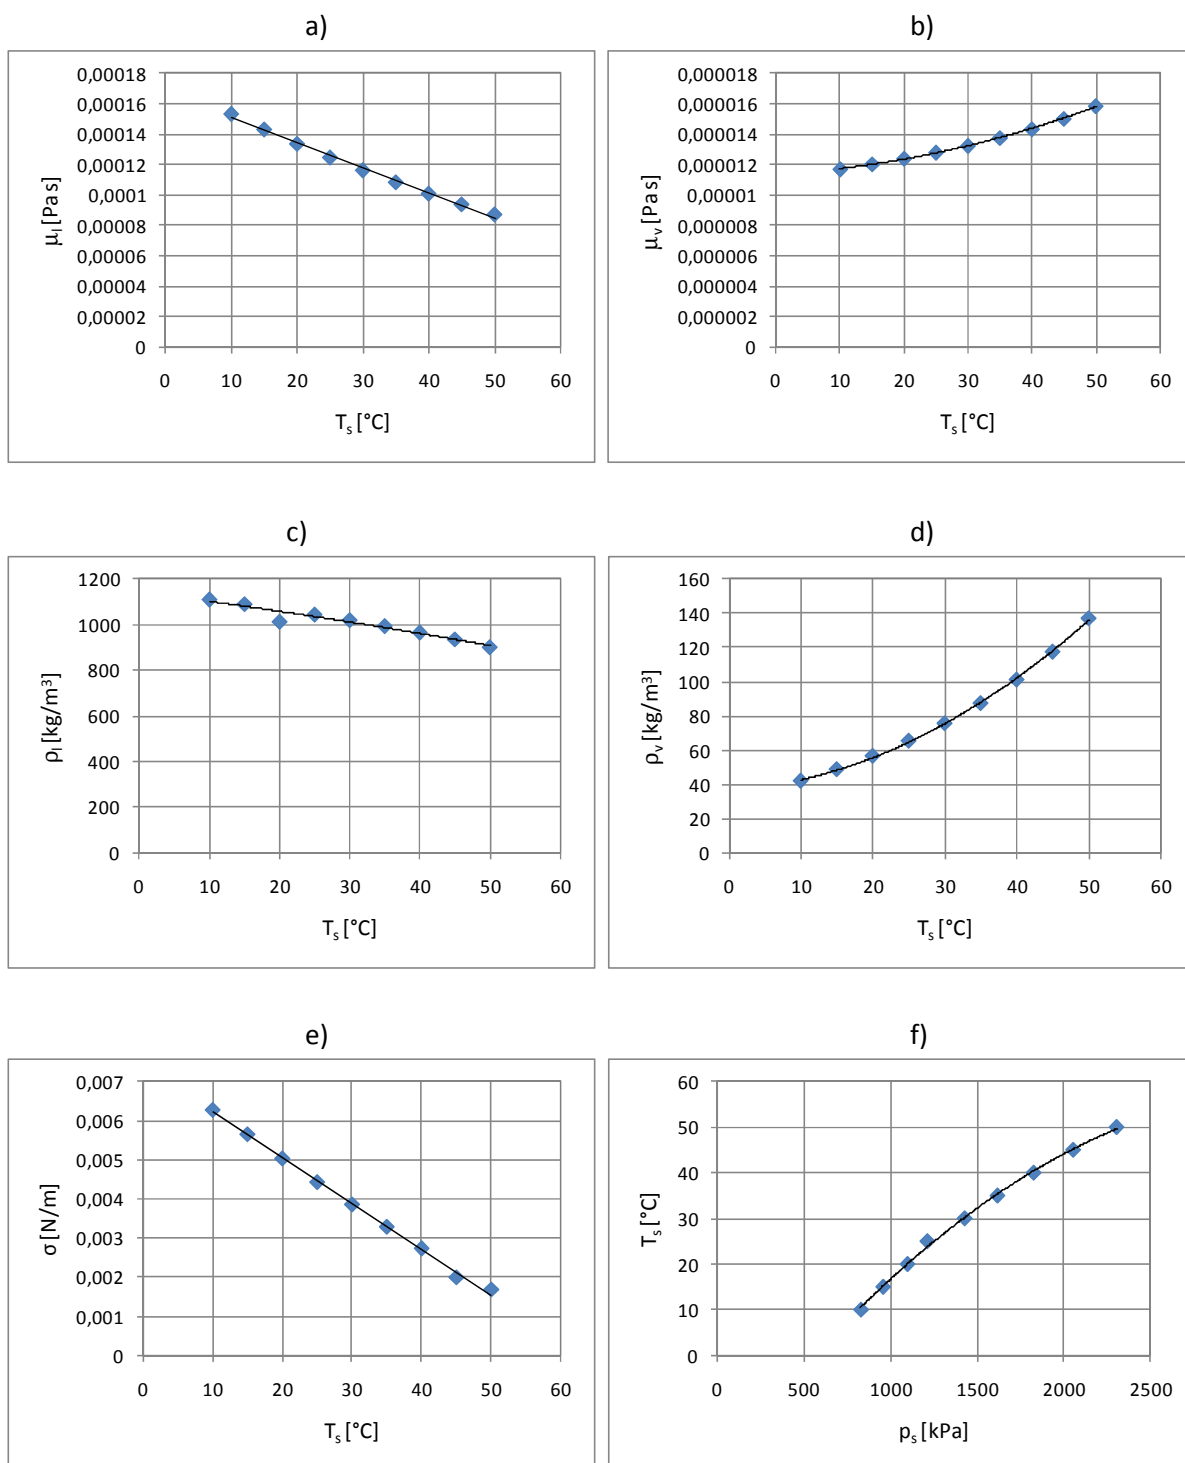 a)
0,00018
0,00016
0,00014
0,00012
0,0001
0,00008
0,00006
0,00004
0,00002
0
μl [Pa s]
0 10 20 30 40 50 60
Ts [°C]
b)
0,000018
0,000016
0,000014
0,000012
0,00001
0,000008
0,000006
0,000004
0,000002
0
μv [Pa s]
0 10 20 30 40 50 60
Ts [°C]
c)
1200
1000
800
600
400
200
0
ρl [kg/m³]
0 10 20 30 40 50 60
Ts [°C]
d)
160
140
120
100
80
60
40
20
0
ρv [kg/m³]
0 10 20 30 40 50 60
Ts [°C]
e)
0,007
0,006
0,005
0,004
0,003
0,002
0,001
0
σ [N/m]
0 10 20 30 40 50 60
Ts [°C]
f)
60
50
40
30
20
10
0
Ts [°C]
0 500 1000 1500 2000 2500
ps [kPa]